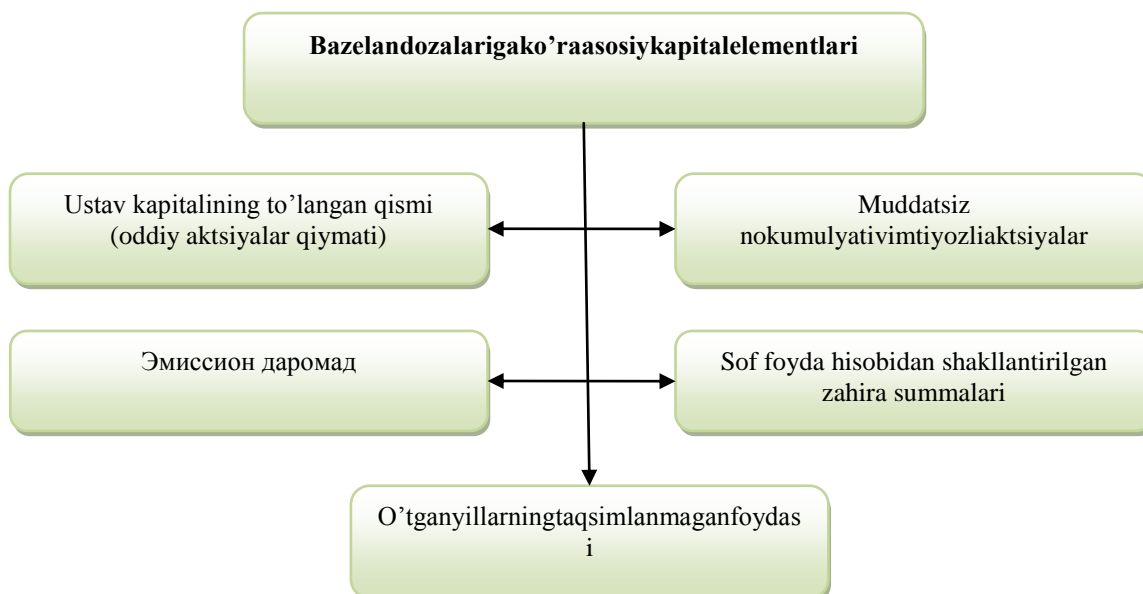 Bazelandozalarigako’raasosiykapitalelementlari
Ustav kapitalining to’langan qismi
(oddiy aktsiyalar qiymati)
Muddatsiz
nokumulyativimtiyozliaktsiyalar
Эмиссион даромад
Sof foyda hisobidan shakllantirilgan
zahira summalari
O’tganyillarningtaqsimlanmaganfoydas
i